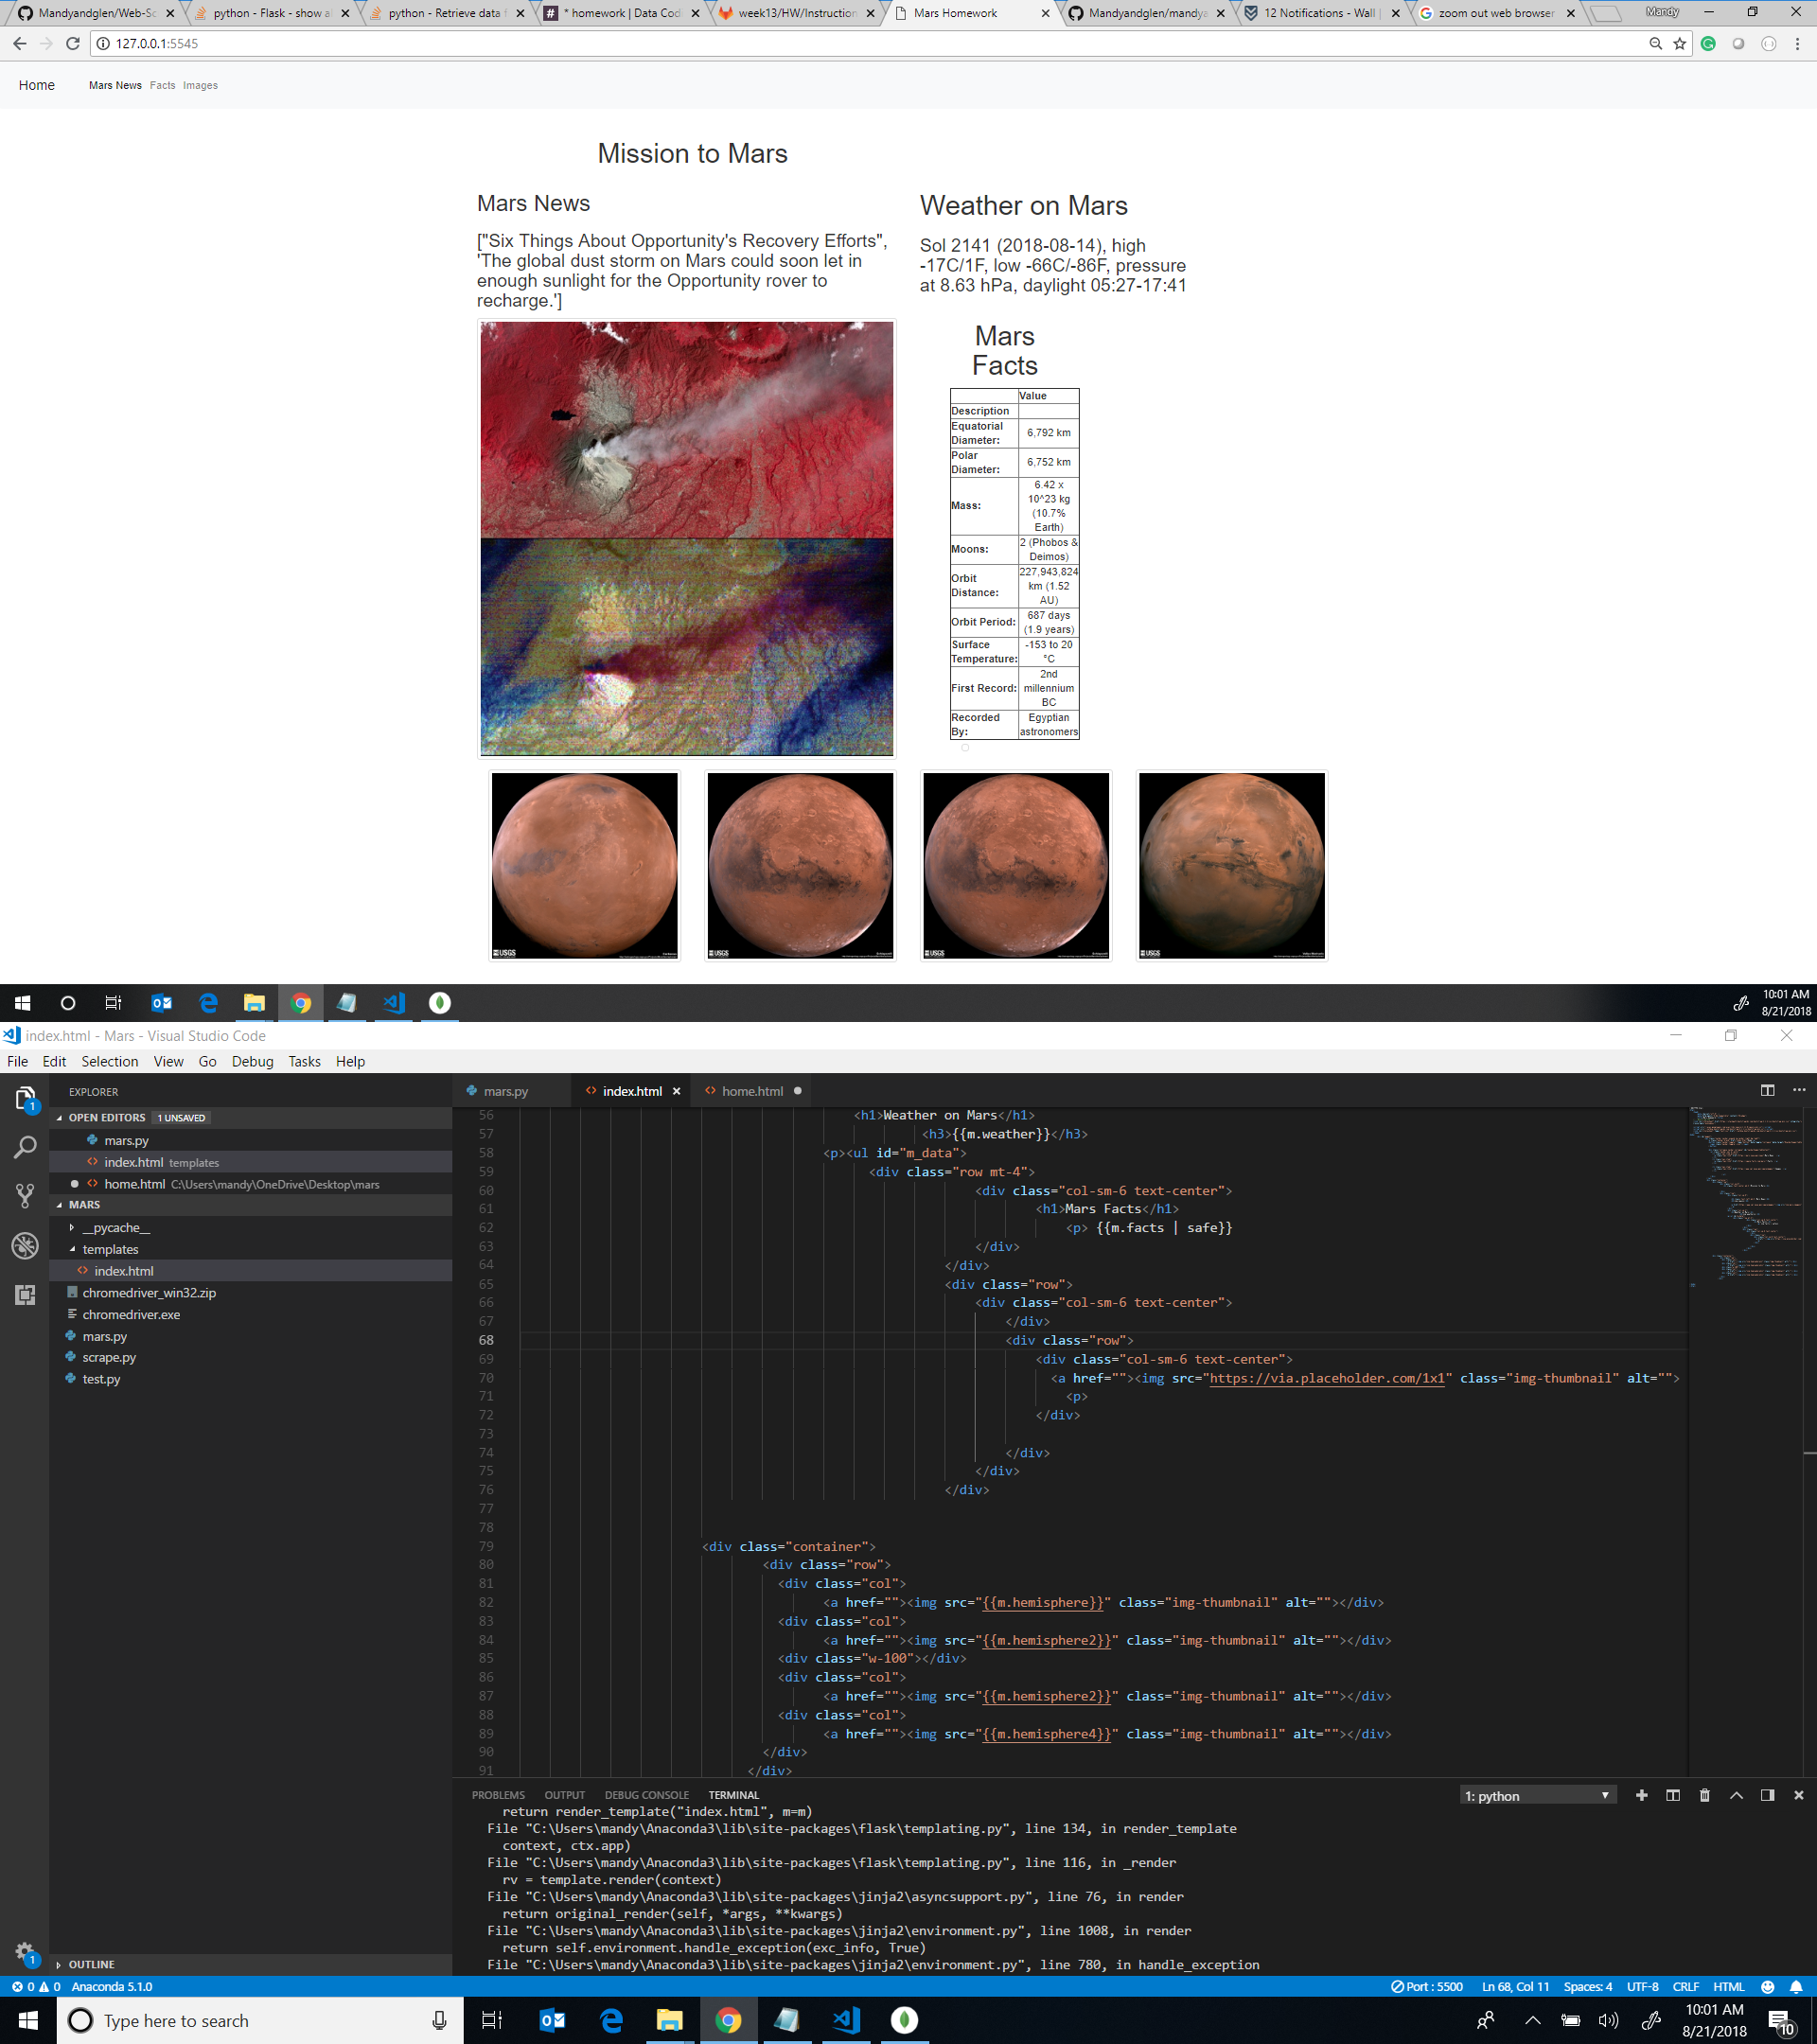 Mandyandglen/Web-Sc
python - Flask - show a
python - Retrieve data f
* homework | Data Cod
week13/HW/Instruction
Mars Homework
Mandyandglen/mandya
12 Notifications - Wall |
zoom out web browser
Mandy
127.0.0.1:5545
Home Mars News Facts Images
Mission to Mars
Mars News
["Six Things About Opportunity's Recovery Efforts",
'The global dust storm on Mars could soon let in
enough sunlight for the Opportunity rover to
recharge.']
Weather on Mars
Sol 2141 (2018-08-14), high
-17C/1F, low -66C/-86F, pressure
at 8.63 hPa, daylight 05:27-17:41
Mars
Facts
Value
Description
Equatorial
Diameter:
6,792 km
Polar
Diameter:
6,752 km
Mass:
6.42 x
10^23 kg
(10.7%
Earth)
Moons:
2 (Phobos &
Deimos)
Orbit
Distance:
227,943,824
km (1.52
AU)
Orbit Period:
687 days
(1.9 years)
Surface
Temperature:
-153 to 20
°C
First Record:
2nd
millennium
BC
Recorded
By:
Egyptian
astronomers
USGS
USGS
USGS
USGS
10:01 AM
8/21/2018
index.html - Mars - Visual Studio Code
File Edit Selection View Go Debug Tasks Help
EXPLORER
OPEN EDITORS 1 UNSAVED
mars.py
index.html templates
home.html C:\Users\mandy\OneDrive\Desktop\mars
MARS
__pycache__
templates
index.html
chromedriver_win32.zip
chromedriver.exe
mars.py
scrape.py
test.py
OUTLINE
mars.py
index.html
home.html
56 <h1>Weather on Mars</h1>
57 <h3>{{m.weather}}</h3>
58 <p><ul id="m_data">
59 <div class="row mt-4">
60 <div class="col-sm-6 text-center">
61 <h1>Mars Facts</h1>
62 <p> {{m.facts | safe}}
63 </div>
64 </div>
65 <div class="row">
66 <div class="col-sm-6 text-center">
67 </div>
68 <div class="row">
69 <div class="col-sm-6 text-center">
70 <a href=""><img src="https://via.placeholder.com/1x1" class="img-thumbnail" alt="">
71 <p>
72 </div>
73
74 </div>
75 </div>
76 </div>
77
78
79 <div class="container">
80 <div class="row">
81 <div class="col">
82 <a href=""><img src="{{m.hemisphere}}" class="img-thumbnail" alt=""></div>
83 <div class="col">
84 <a href=""><img src="{{m.hemisphere2}}" class="img-thumbnail" alt=""></div>
85 <div class="w-100"></div>
86 <div class="col">
87 <a href=""><img src="{{m.hemisphere2}}" class="img-thumbnail" alt=""></div>
88 <div class="col">
89 <a href=""><img src="{{m.hemisphere4}}" class="img-thumbnail" alt=""></div>
90 </div>
91 </div>
PROBLEMS OUTPUT DEBUG CONSOLE TERMINAL
1: python
return render_template("index.html", m=m)
File "C:\Users\mandy\Anaconda3\lib\site-packages\flask\templating.py", line 134, in render_template
context, ctx.app)
File "C:\Users\mandy\Anaconda3\lib\site-packages\flask\templating.py", line 116, in _render
rv = template.render(context)
File "C:\Users\mandy\Anaconda3\lib\site-packages\jinja2\asyncsupport.py", line 76, in render
return original_render(self, *args, **kwargs)
File "C:\Users\mandy\Anaconda3\lib\site-packages\jinja2\environment.py", line 1008, in render
return self.environment.handle_exception(exc_info, True)
File "C:\Users\mandy\Anaconda3\lib\site-packages\jinja2\environment.py", line 780, in handle_exception
0 0 Anaconda 5.1.0
Port : 5500 Ln 68, Col 11 Spaces: 4 UTF-8 CRLF HTML
Type here to search
10:01 AM
8/21/2018
10